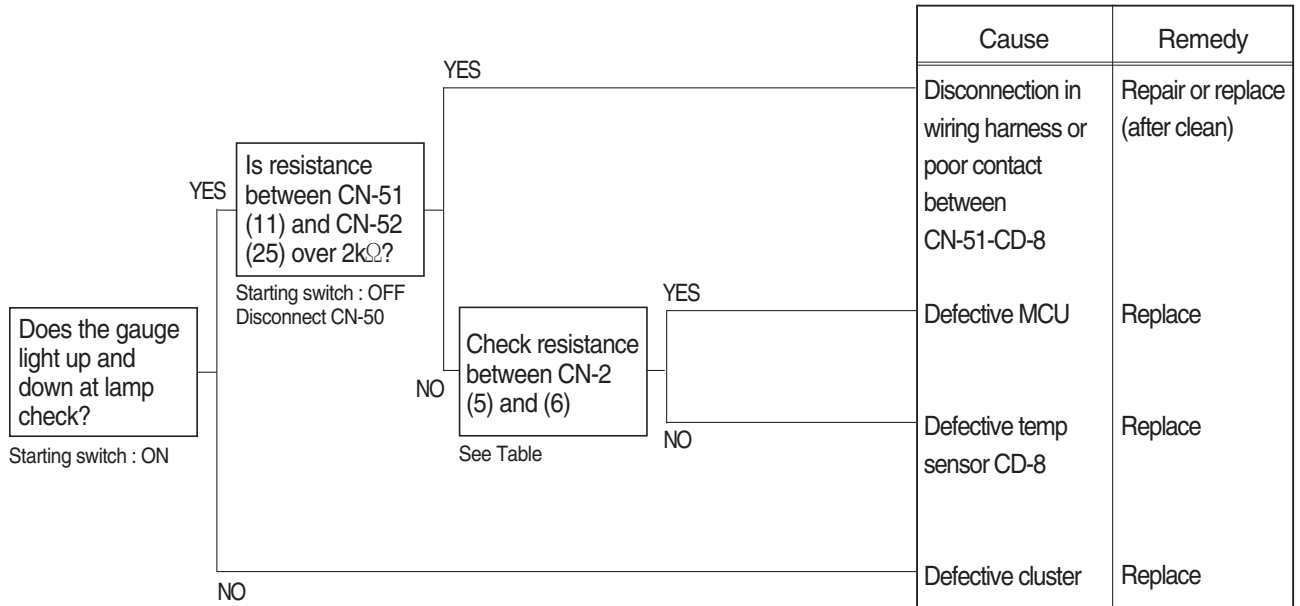 Does the gauge
light up and
down at lamp
check?
Starting switch : ON
YES
Is resistance
between CN-51
(11) and CN-52
(25) over 2kΩ?
Starting switch : OFF
Disconnect CN-50
YES
NO
Check resistance
between CN-2
(5) and (6)
See Table
YES
NO
NO
Cause
Remedy
Disconnection in
wiring harness or
poor contact
between
CN-51-CD-8
Repair or replace
(after clean)
Defective MCU
Replace
Defective temp
sensor CD-8
Replace
Defective cluster
Replace